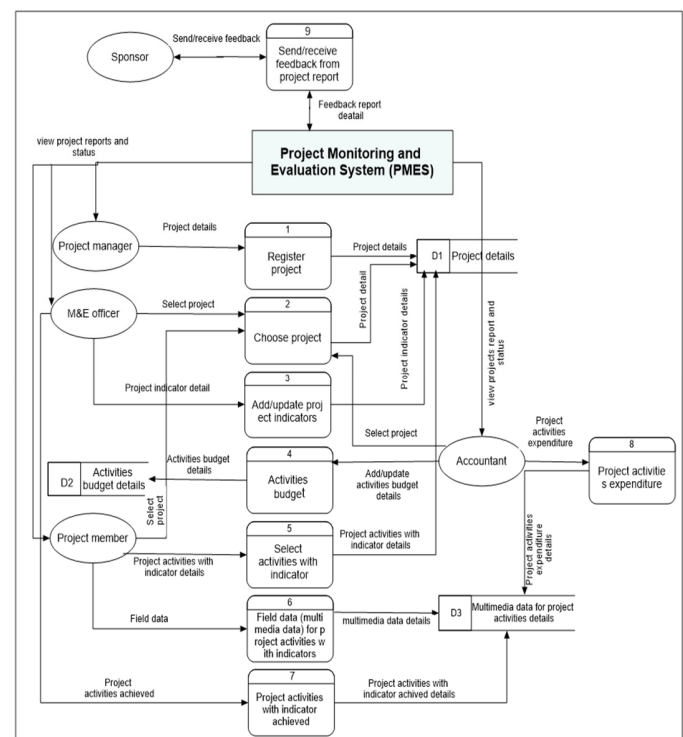 9
Send/receive feedback
Send/receive
feedback from
project report
Sponsor
Feedback report
deatail
view project reports and
status
Project Monitoring and
Evaluation System (PMES)
Project manager
Project details
1
Register
project
Project details
D1
Project details
M&E officer
Select project
2
Choose project
Project detail
Project indicator details
view projects report and
status
Project indicator detail
3
Add/update proj
ect indicators
Select project
Project
activities
expenditure
Accountant
8
Project activitie
s expenditure
D2
Activities
budget details
Activities budget
details
4
Activities
budget
Add/update
activities budget
details
Select
project
Project member
Project activities with
indicator details
5
Select
activities with
indicator
Project activities with
indicator details
Project activities
expenditure
details
Field data
6
Field data (multi
media data) for p
roject activities w
ith indicators
multimedia data details
D3
Multimedia data for project
activities details
Project
activities achieved
7
Project activities
with indicator
achieved
Project activities with
indicator achived details